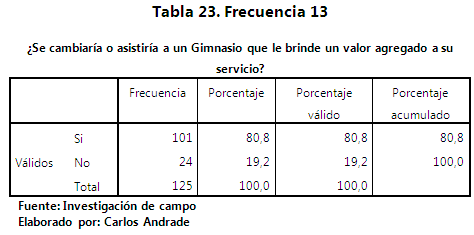 Tabla 23. Frecuencia 13
¿Se cambiaría o asistiría a un Gimnasio que le brinde un valor agregado a su
servicio?
Frecuencia Porcentaje Porcentaje válido Porcentaje acumulado
Válidos Si 101 80,8 80,8 80,8
No 24 19,2 19,2 100,0
Total 125 100,0 100,0
Fuente: Investigación de campo
Elaborado por: Carlos Andrade